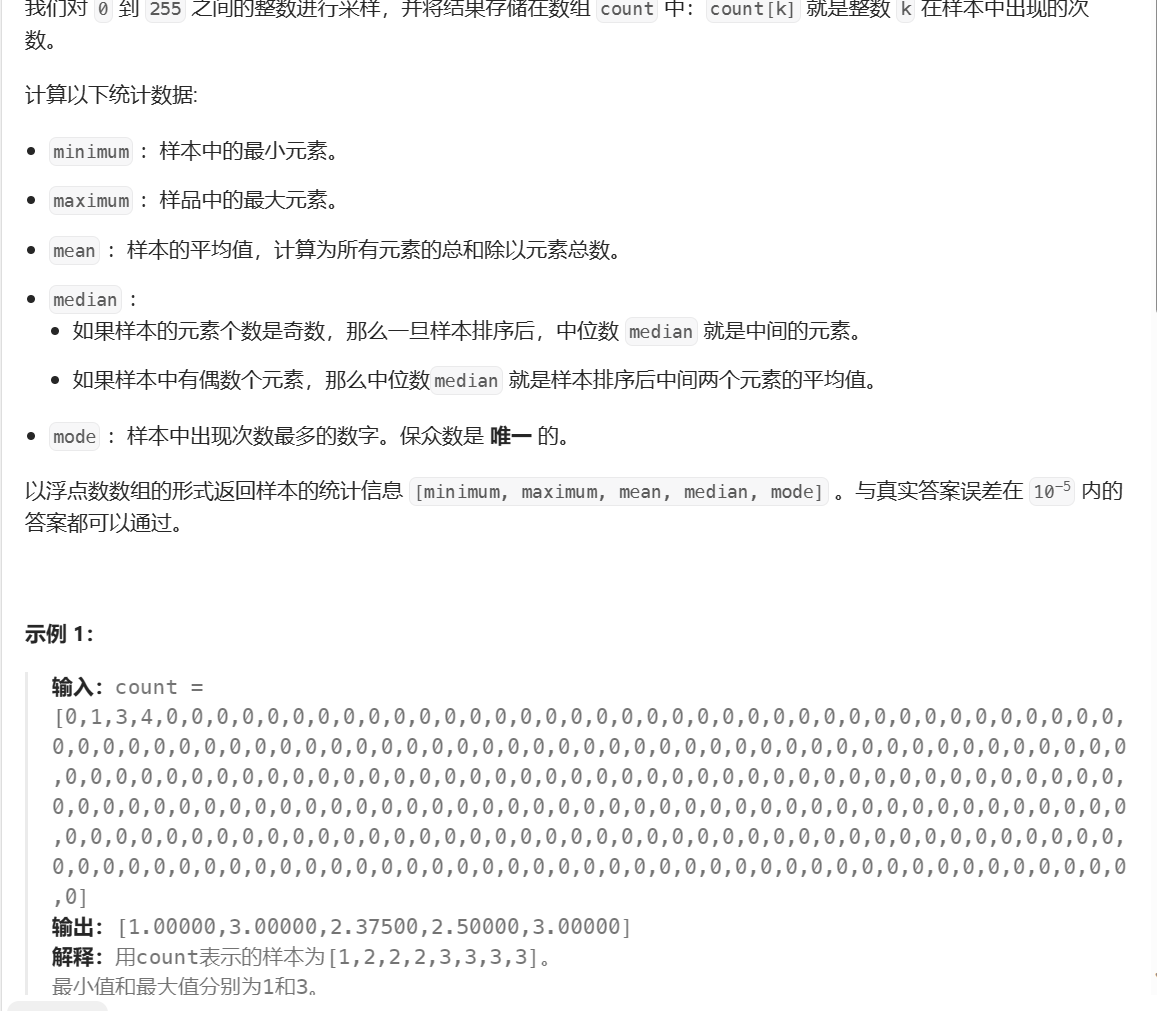 我们对 0 到 255 之间的整数进行采样，并将结果存储在数组 count 中：count[k] 就是整数 k 在样本中出现的次
数。
计算以下统计数据:
• minimum ：样本中的最小元素。
• maximum ：样品中的最大元素。
• mean ：样本的平均值，计算为所有元素的总和除以元素总数。
• median ：
• 如果样本的元素个数是奇数，那么一旦样本排序后，中位数 median 就是中间的元素。
• 如果样本中有偶数个元素，那么中位数median 就是样本排序后中间两个元素的平均值。
• mode ：样本中出现次数最多的数字。保众数是 唯一 的。
以浮点数数组的形式返回样本的统计信息 [minimum, maximum, mean, median, mode] 。与真实答案误差在 10⁻⁵ 内的
答案都可以通过。
示例 1：
输入：count =
[0,1,3,4,0,0,0,0,0,0,0,0,0,0,0,0,0,0,0,0,0,0,0,0,0,0,0,0,0,0,0,0,0,0,0,0,0,0,0,0,0,0,
0,0,0,0,0,0,0,0,0,0,0,0,0,0,0,0,0,0,0,0,0,0,0,0,0,0,0,0,0,0,0,0,0,0,0,0,0,0,0,0,0,0,0
,0,0,0,0,0,0,0,0,0,0,0,0,0,0,0,0,0,0,0,0,0,0,0,0,0,0,0,0,0,0,0,0,0,0,0,0,0,0,0,0,0,0,
0,0,0,0,0,0,0,0,0,0,0,0,0,0,0,0,0,0,0,0,0,0,0,0,0,0,0,0,0,0,0,0,0,0,0,0,0,0,0,0,0,0,0
,0,0,0,0,0,0,0,0,0,0,0,0,0,0,0,0,0,0,0,0,0,0,0,0,0,0,0,0,0,0,0,0,0,0,0,0,0,0,0,0,0,0,
0,0,0,0,0,0,0,0,0,0,0,0,0,0,0,0,0,0,0,0,0,0,0,0,0,0,0,0,0,0,0,0,0,0,0,0,0,0,0,0,0,0,0
,0]
输出：[1.00000,3.00000,2.37500,2.50000,3.00000]
解释：用count表示的样本为[1,2,2,2,3,3,3,3]。
最小值和最大值分别为1和3。